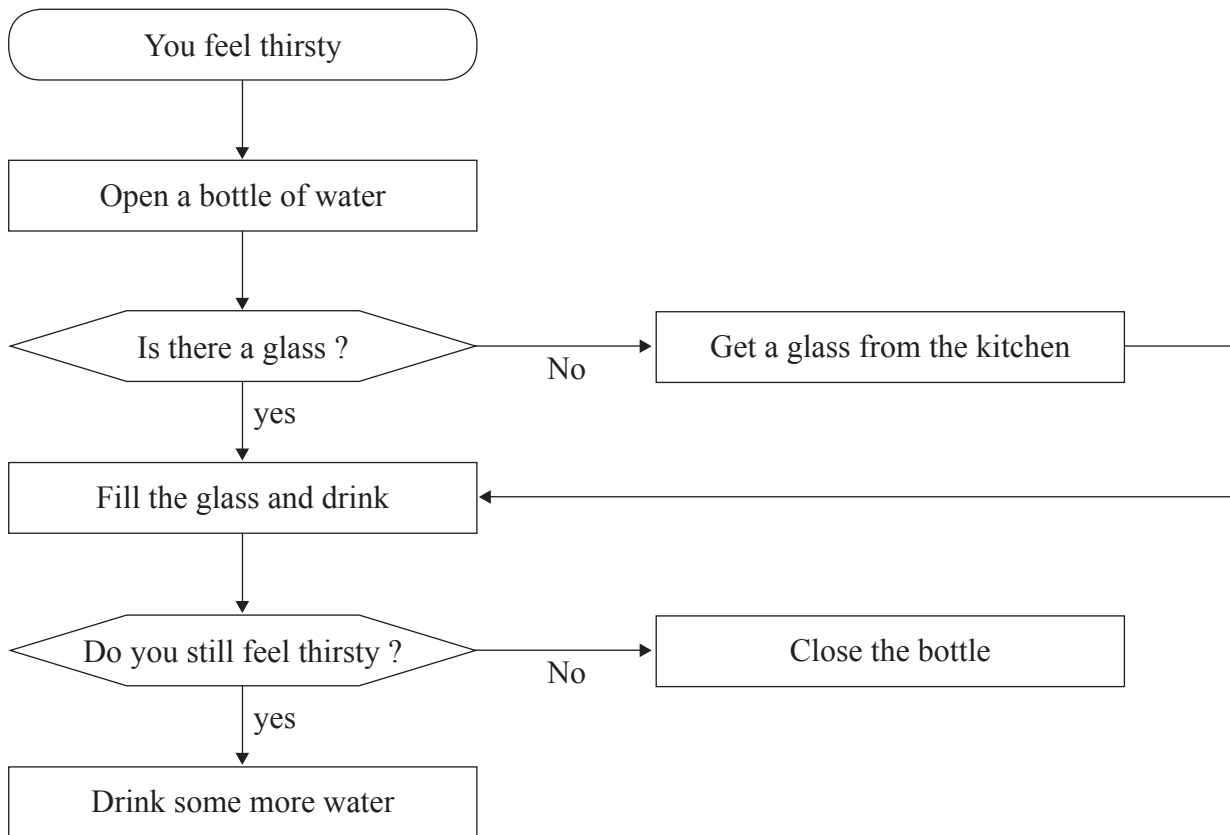 You feel thirsty
Open a bottle of water
Is there a glass ?
No
Get a glass from the kitchen
yes
Fill the glass and drink
Do you still feel thirsty ?
No
Close the bottle
yes
Drink some more water